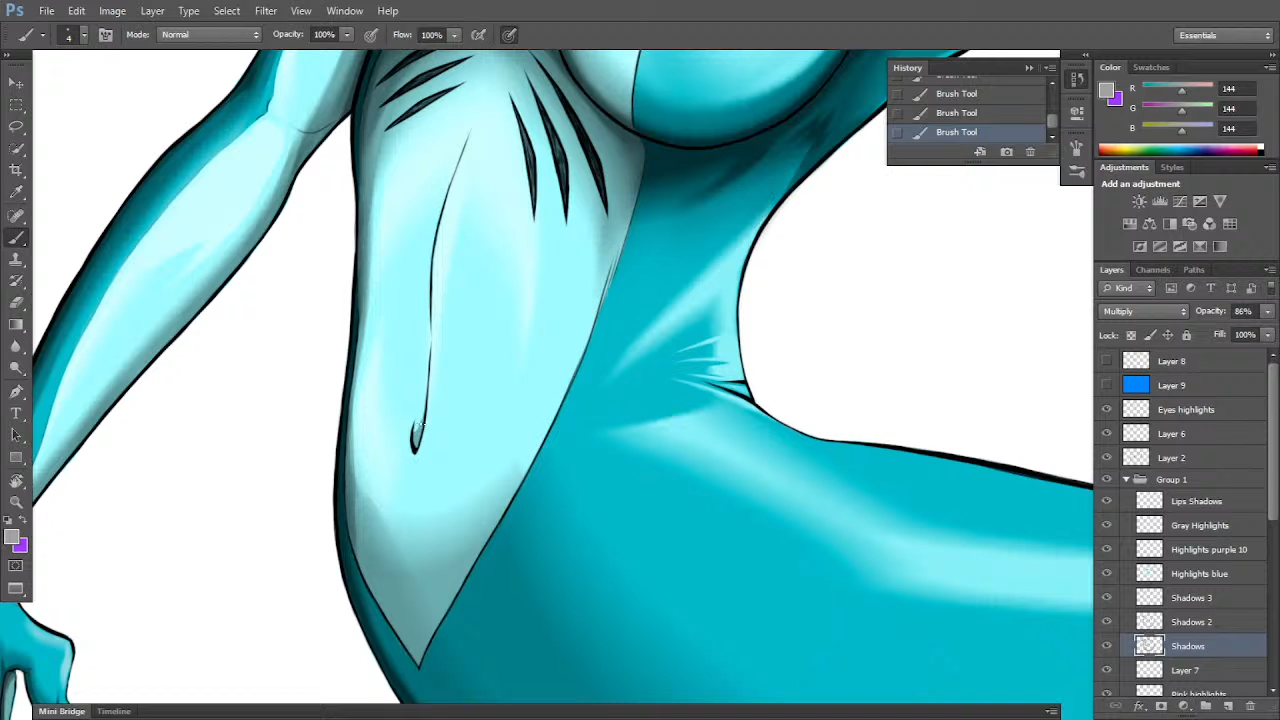 Ps File Edit Image Layer Type Select Filter View Window Help
4 Mode: Normal Opacity: 100% Flow: 100% Essentials
History
Brush Tool
Brush Tool
Brush Tool
Color Swatches
R 144
G 144
B 144
Adjustments Styles
Add an adjustment
Layers Channels Paths
Kind
Multiply Opacity: 86%
Lock: Fill: 100%
Layer 8
Layer 9
Eyes highlights
Layer 6
Layer 2
Group 1
Lips Shadows
Gray Highlights
Highlights purple 10
Highlights blue
Shadows 3
Shadows 2
Shadows
Layer 7
Pink highlights
Mini Bridge Timeline